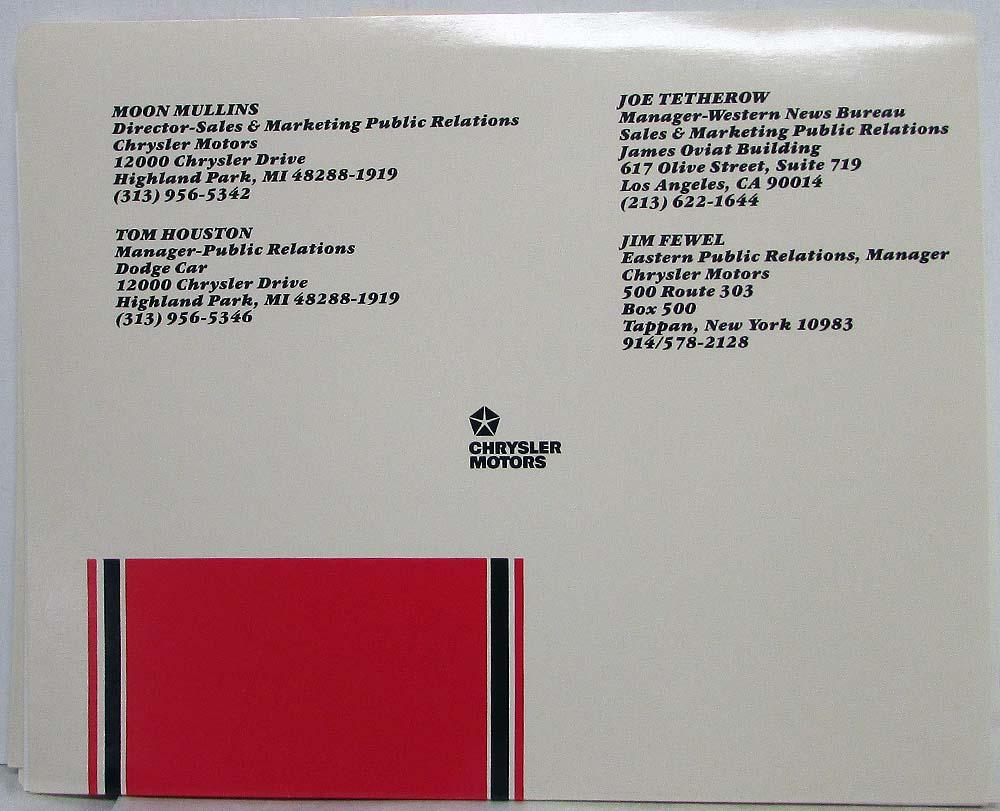 MOON MULLINS
Director-Sales & Marketing Public Relations
Chrysler Motors
12000 Chrysler Drive
Highland Park, MI 48288-1919
(313) 956-5342
TOM HOUSTON
Manager-Public Relations
Dodge Car
12000 Chrysler Drive
Highland Park, MI 48288-1919
(313) 956-5346
JOE TETHEROW
Manager-Western News Bureau
Sales & Marketing Public Relations
James Oviat Building
617 Olive Street, Suite 719
Los Angeles, CA 90014
(213) 622-1644
JIM FEWEL
Eastern Public Relations, Manager
Chrysler Motors
500 Route 303
Box 500
Tappan, New York 10983
914/578-2128
CHRYSLER
MOTORS